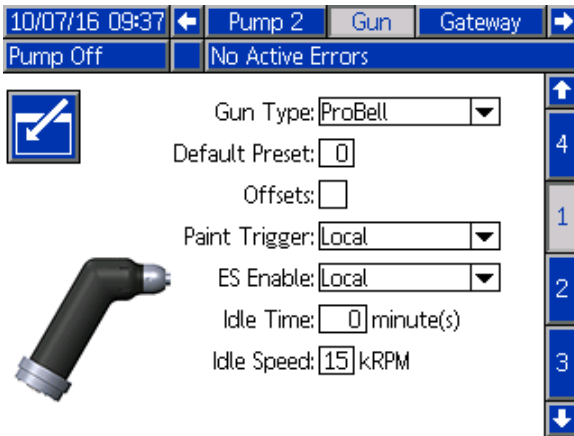 10/07/16 09:37 Pump 2 Gun Gateway
Pump Off No Active Errors
Gun Type: ProBell
4
Default Preset: 0
Offsets:
1
Paint Trigger: Local
ES Enable: Local
2
Idle Time: 0 minute(s)
Idle Speed: 15 kRPM
3